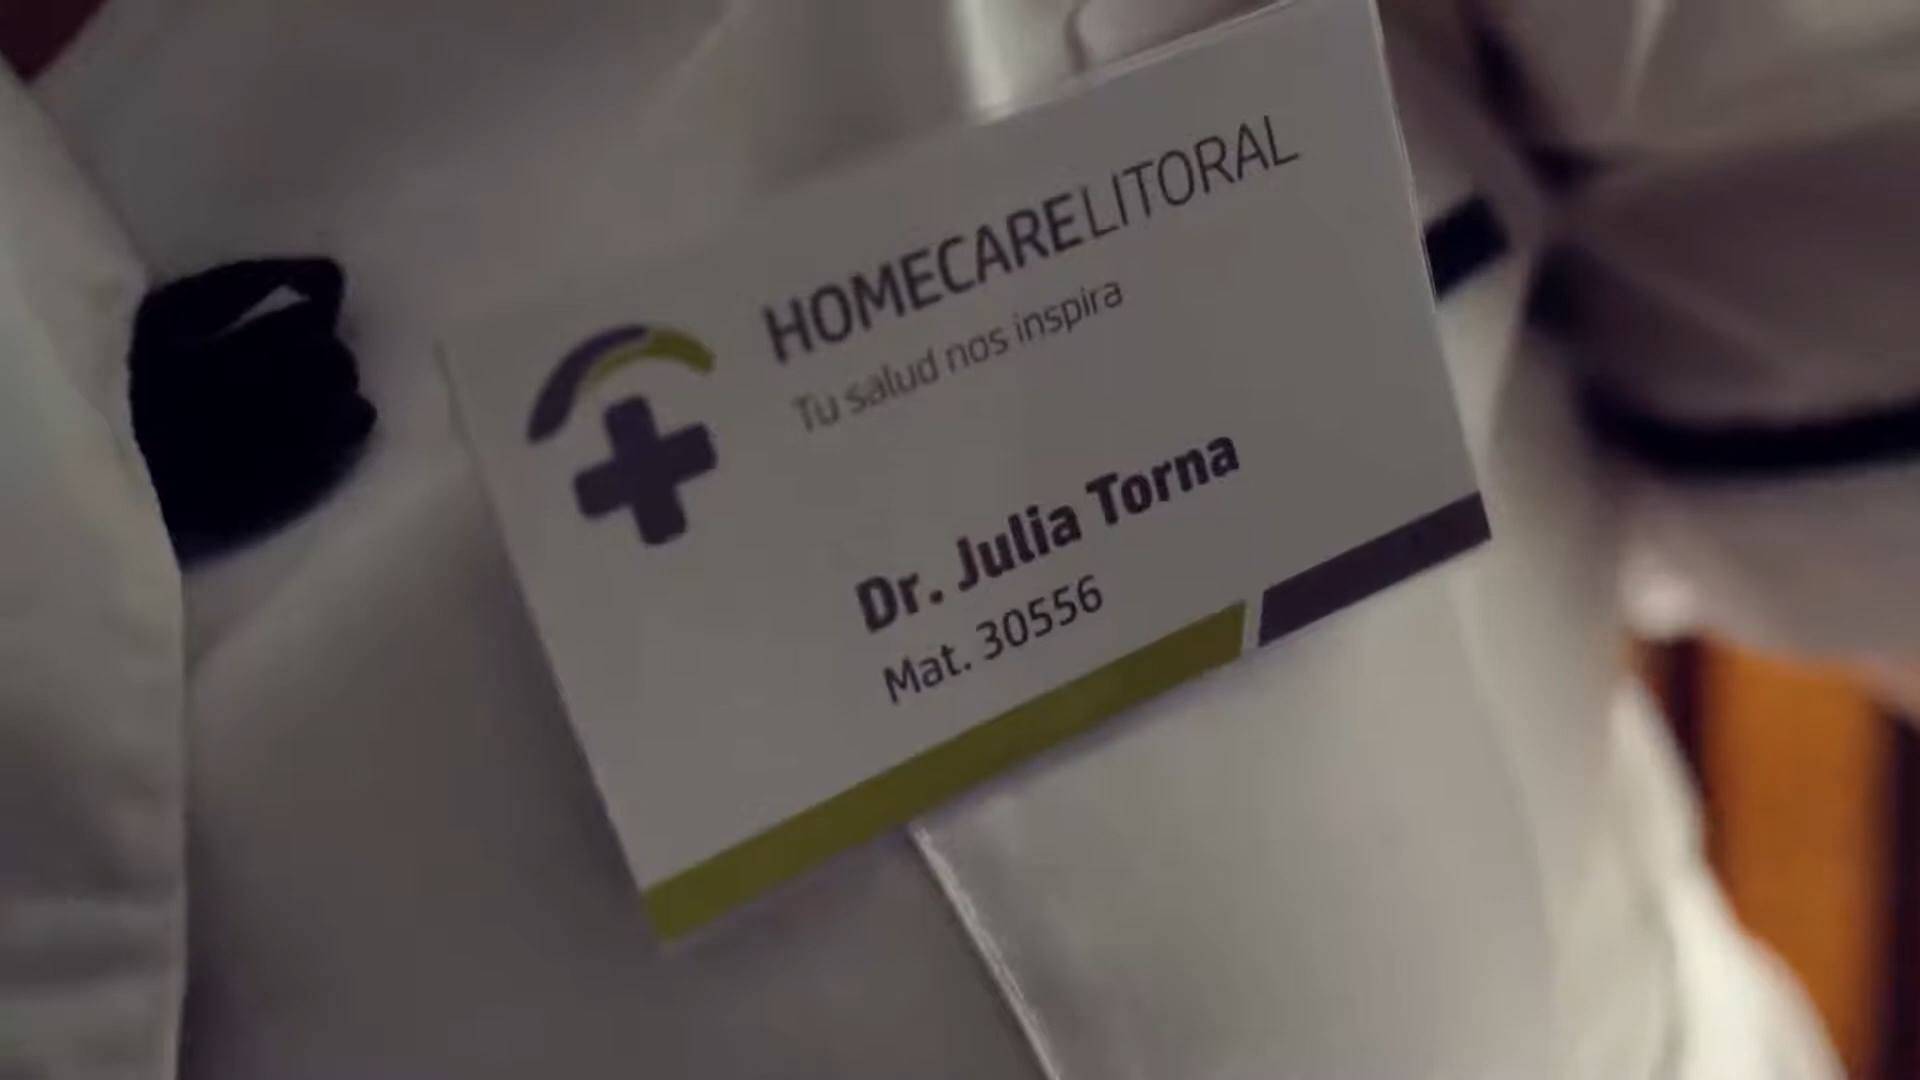 HOMECARELITORAL
Tu salud nos inspira
Dr. Julia Torna
Mat. 30556